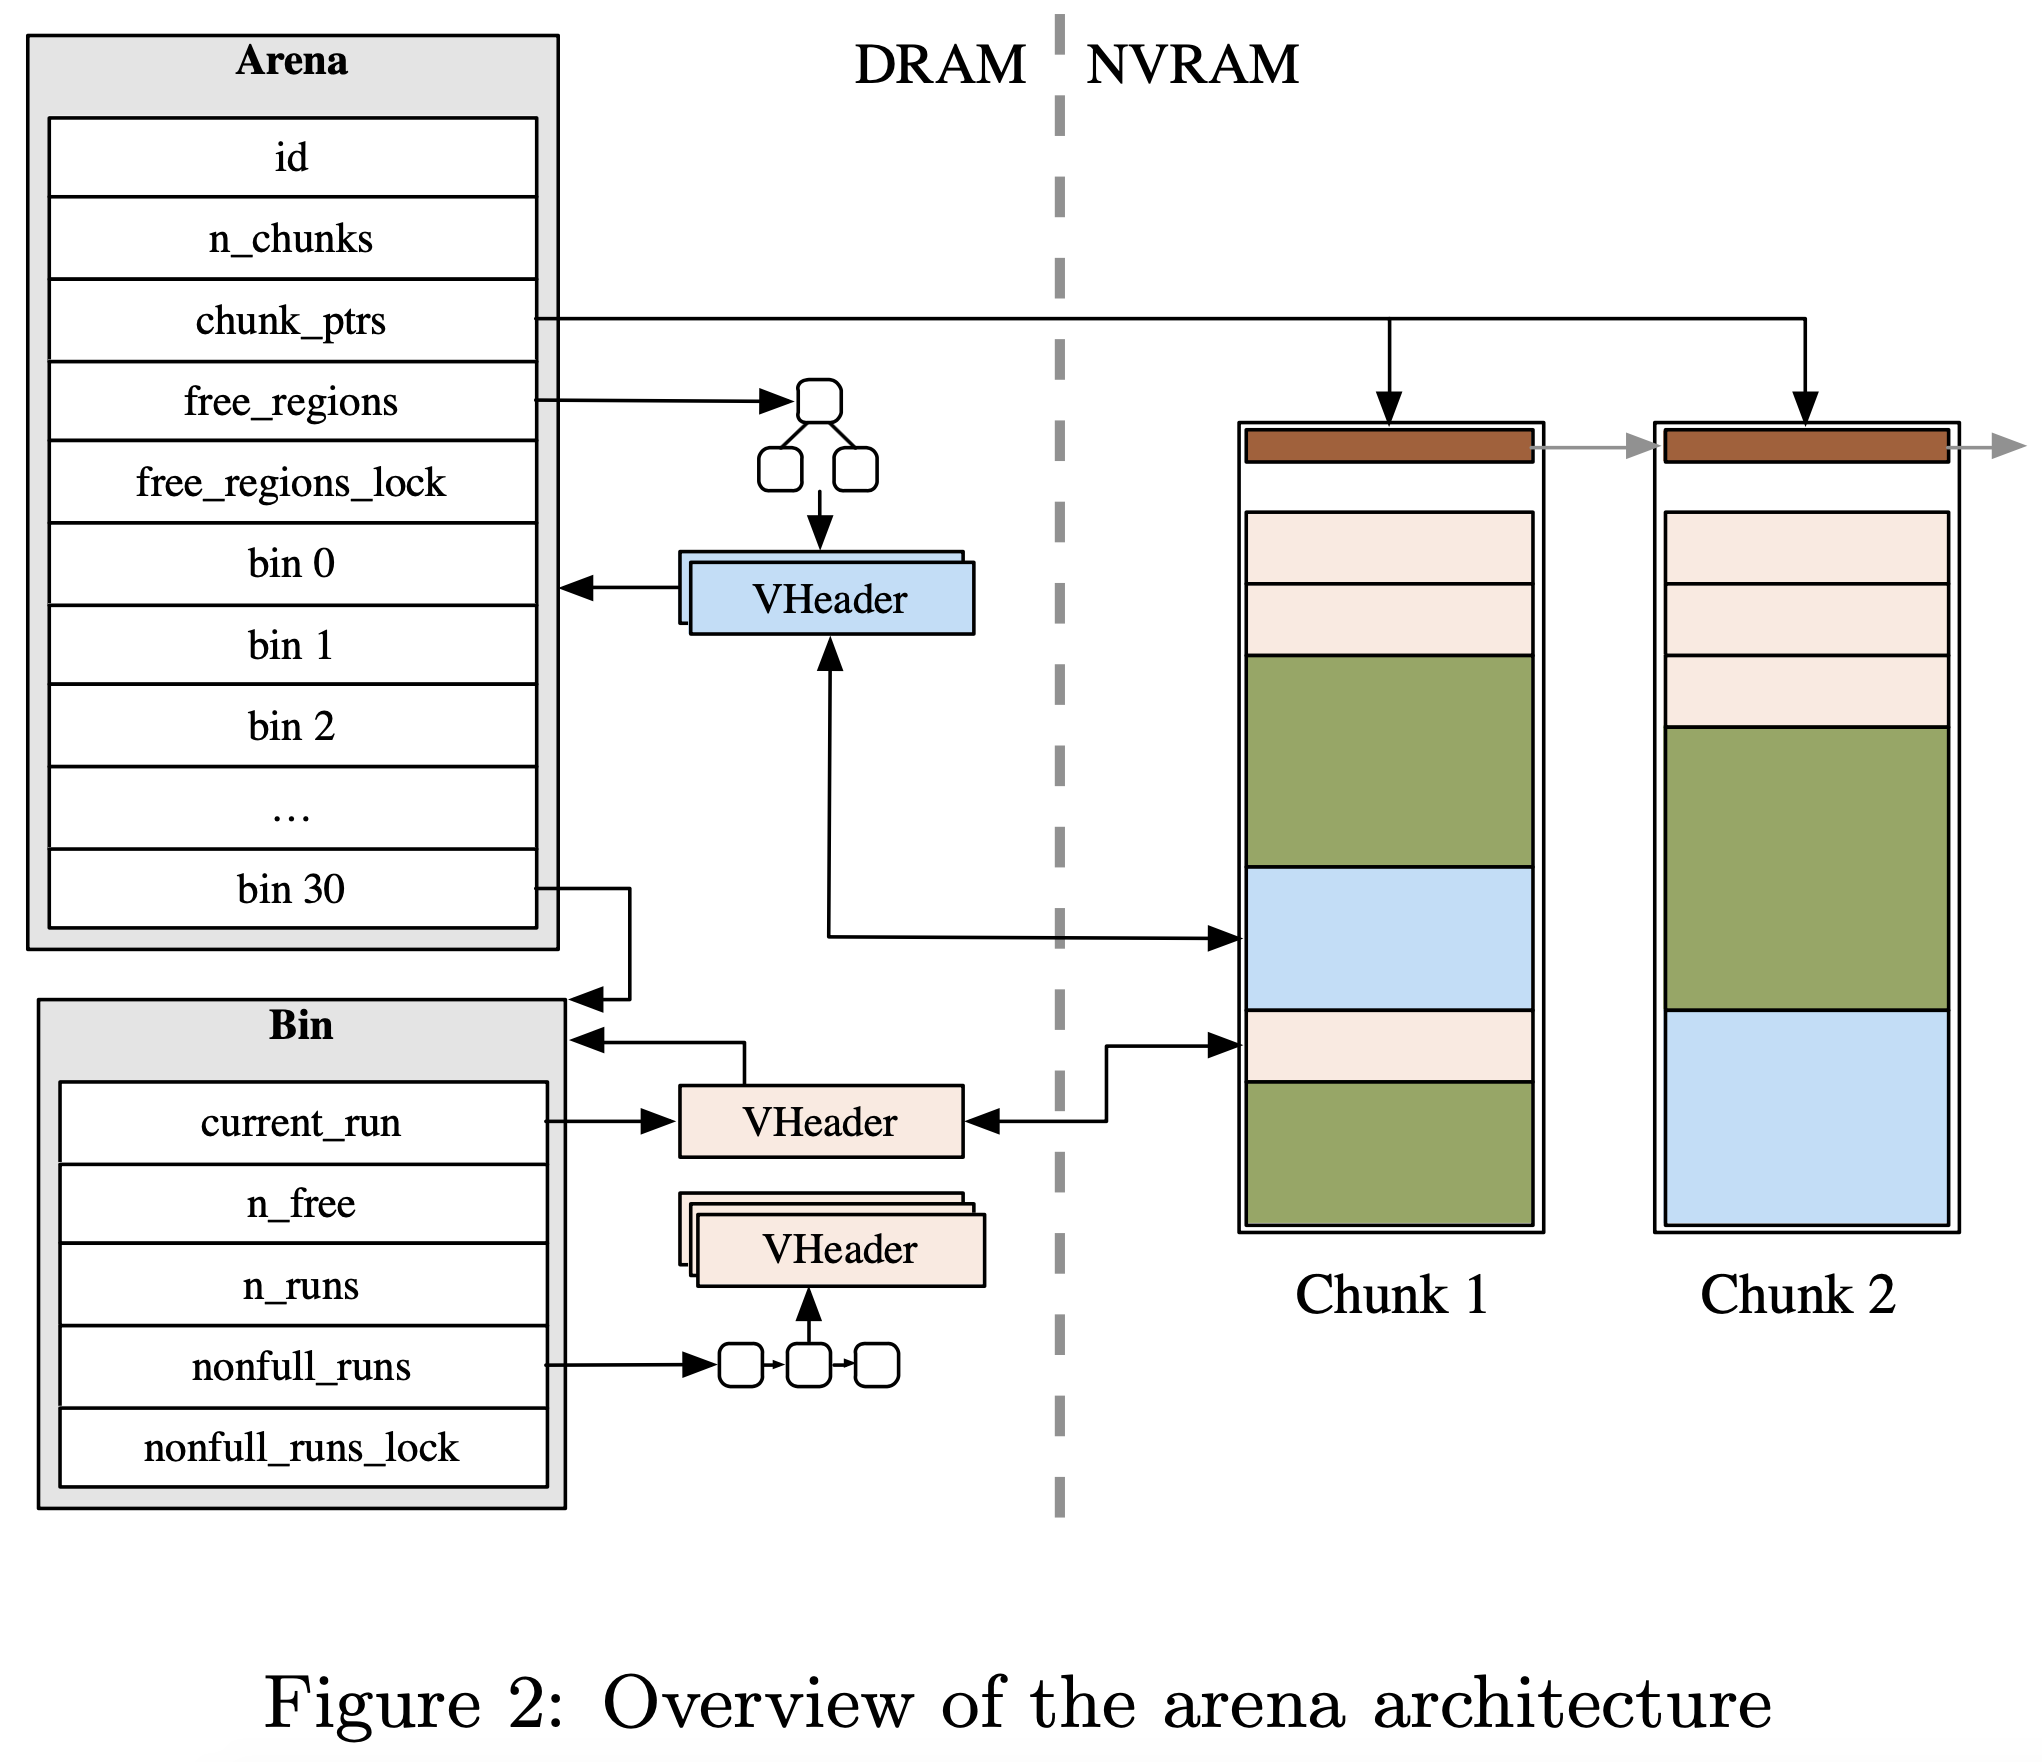 Arena
id
n_chunks
chunk_ptrs
free_regions
free_regions_lock
bin 0
bin 1
bin 2
…
bin 30
DRAM
NVRAM
VHeader
Bin
current_run
n_free
n_runs
nonfull_runs
nonfull_runs_lock
VHeader
VHeader
Chunk 1
Chunk 2
Figure 2: Overview of the arena architecture